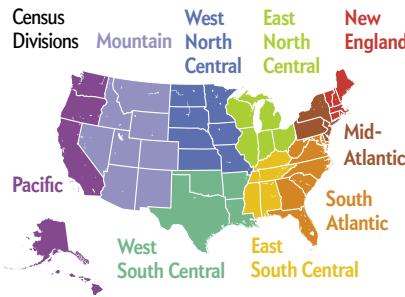 Census
Divisions
Mountain
West
North
Central
East
North
Central
New
England
Mid-
Atlantic
Pacific
South
Atlantic
West
South Central
East
South Central